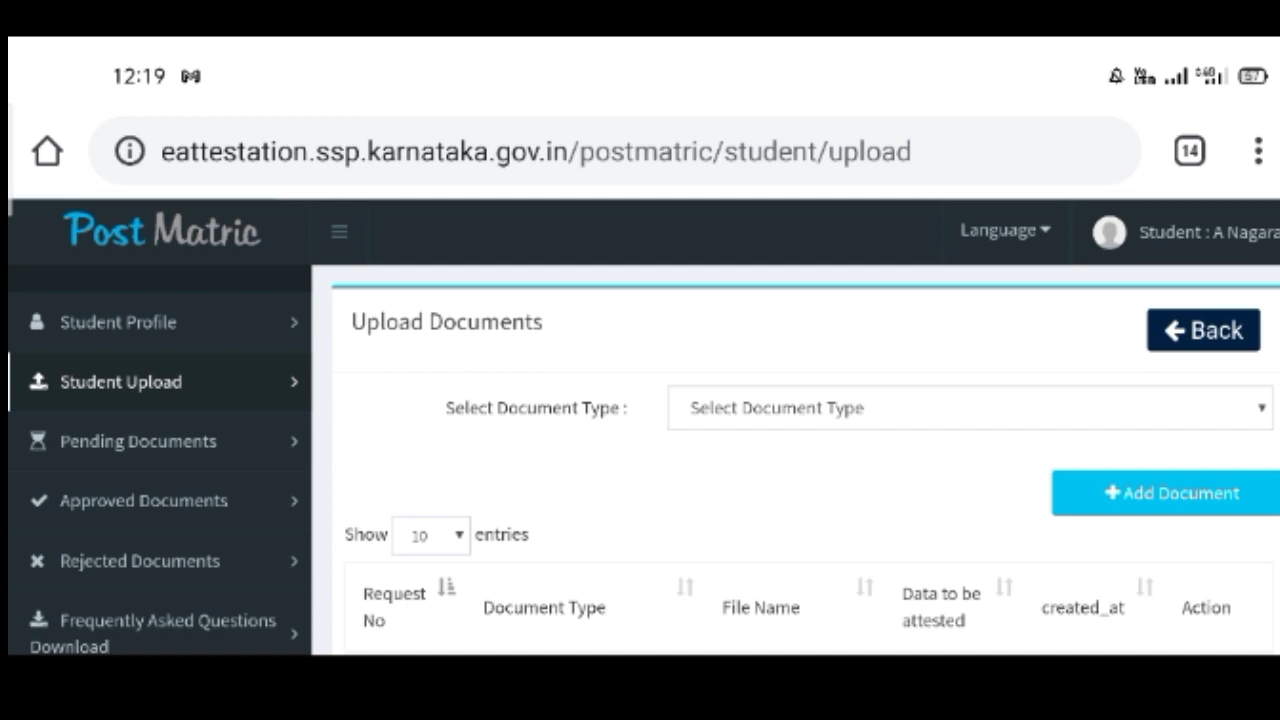 12:19
57
eattestation.ssp.karnataka.gov.in/postmatric/student/upload
14
Post Matric
Language
Student : A Nagara
Student Profile
Student Upload
Pending Documents
Approved Documents
Rejected Documents
Frequently Asked Questions
Download
Upload Documents
Back
Select Document Type :
Select Document Type
Add Document
Show 10 entries
Request
No
Document Type
File Name
Data to be
attested
created_at
Action